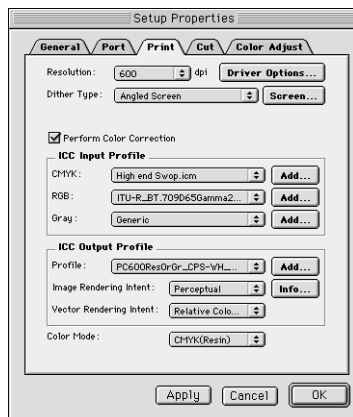 Setup Properties
General Port Print Cut Color Adjust
Resolution: 600 dpi Driver Options...
Dither Type: Angled Screen Screen...
Perform Color Correction
ICC Input Profile
CMYK: High end Swop.icm Add...
RGB: ITU-R_BT.709D65Gamma2... Add...
Gray: Generic Add...
ICC Output Profile
Profile: PC600ResOrGr_CPS-WH_... Add...
Image Rendering Intent: Perceptual Info...
Vector Rendering Intent: Relative Colo...
Color Mode: CMYK(Resin)
Apply Cancel OK